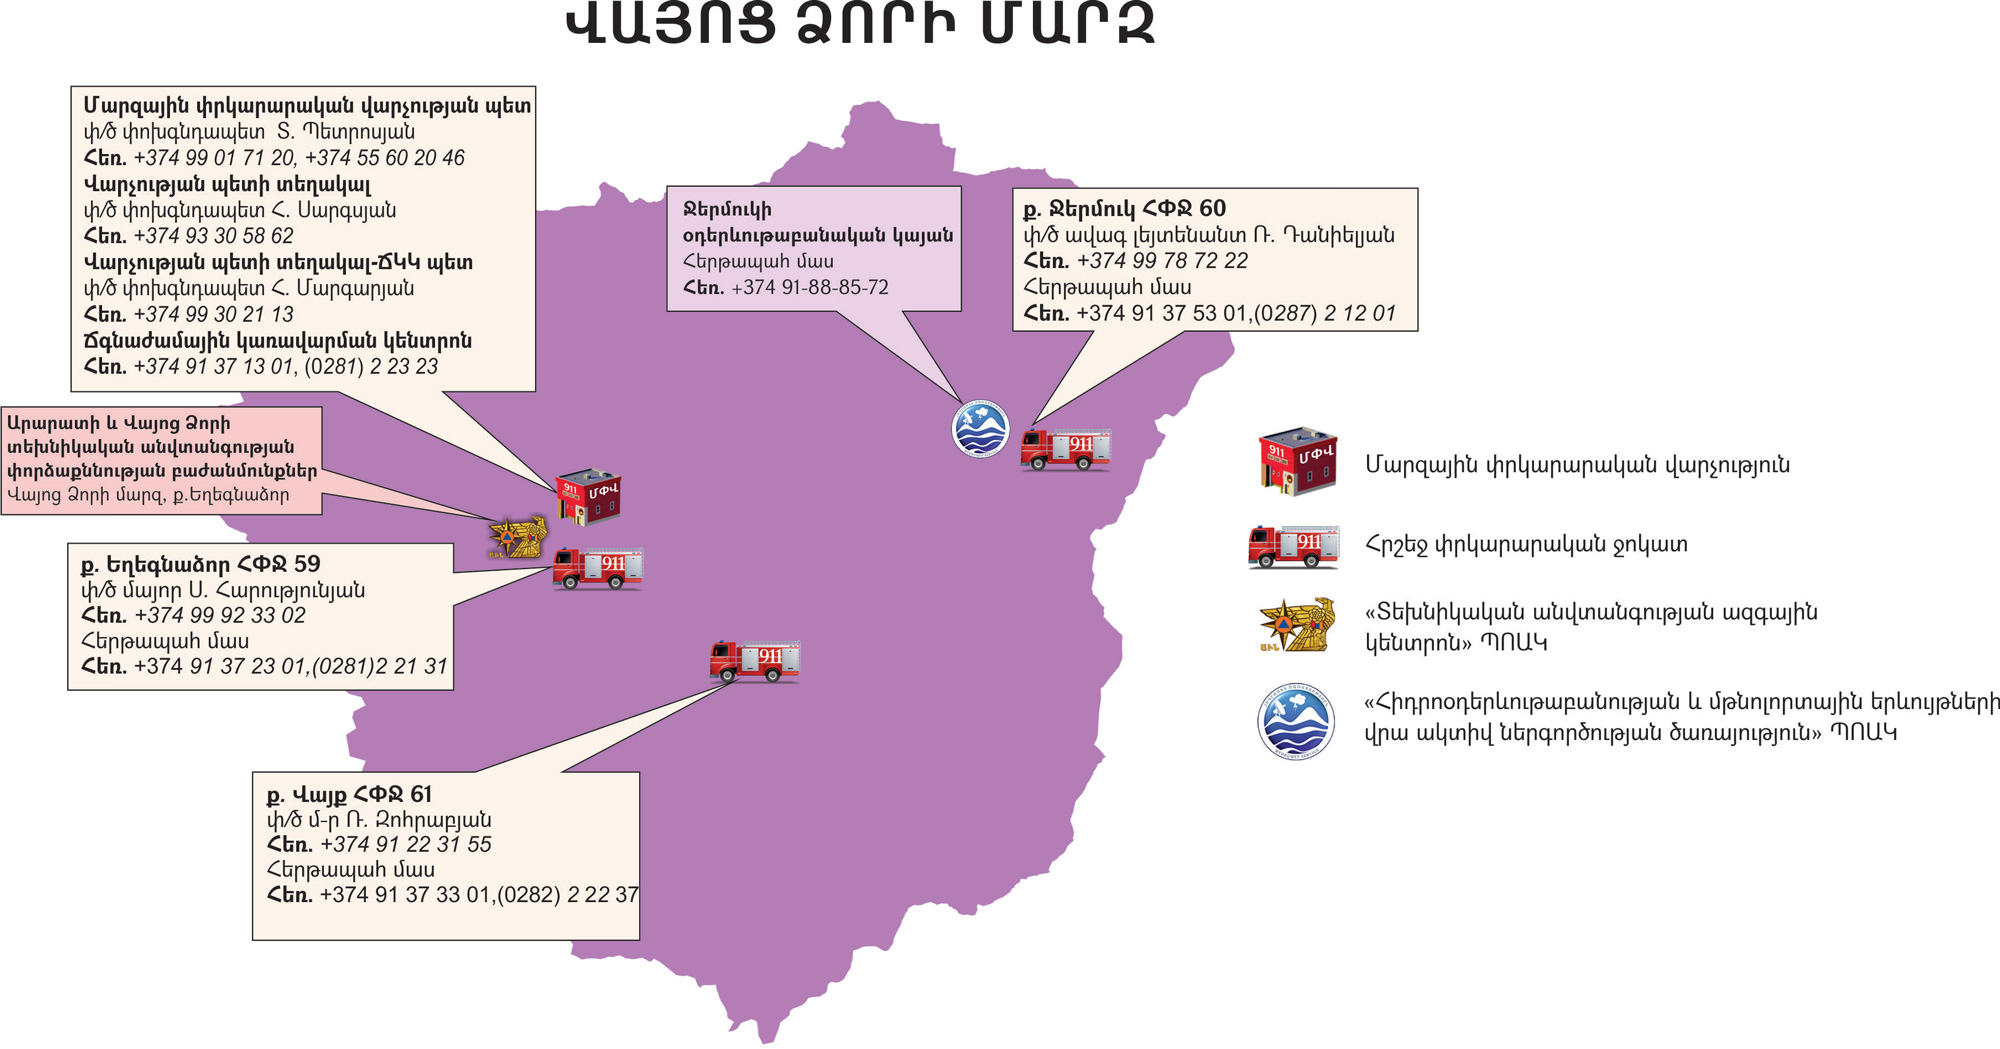 ՎԱՅՈՑ ՁՈՐԻ ՄԱՐԶ
Մարզային փրկարարական վարչության պետ
փ/ծ փոխգնդապետ Տ. Պետրոսյան
Հեռ. +374 99 01 71 20, +374 55 60 20 46
Վարչության պետի տեղակալ
փ/ծ փոխգնդապետ Հ. Սարգսյան
Հեռ. +374 93 30 58 62
Վարչության պետի տեղակալ-ՃԿԿ պետ
փ/ծ փոխգնդապետ Հ. Մարգարյան
Հեռ. +374 99 30 21 13
Ճգնաժամային կառավարման կենտրոն
Հեռ. +374 91 37 13 01, (0281) 2 23 23
Ջերմուկի
օդերևութաբանական կայան
Հերթապահ մաս
Հեռ. +374 91-88-85-72
ք. Ջերմուկ ՀՓՋ 60
փ/ծ ավագ լեյտենանտ Ռ. Դանիելյան
Հեռ. +374 99 78 72 22
Հերթապահ մաս
Հեռ. +374 91 37 53 01,(0287) 2 12 01
Արարատի և Վայոց Ձորի
տեխնիկական անվտանգության
փորձաքննության բաժանմունքներ
Վայոց Ձորի մարզ, ք.Եղեգնաձոր
ք. Եղեգնաձոր ՀՓՋ 59
փ/ծ մայոր Ս. Հարությունյան
Հեռ. +374 99 92 33 02
Հերթապահ մաս
Հեռ. +374 91 37 23 01,(0281)2 21 31
ք. Վայք ՀՓՋ 61
փ/ծ մ-ր Ռ. Զոհրաբյան
Հեռ. +374 91 22 31 55
Հերթապահ մաս
Հեռ. +374 91 37 33 01,(0282) 2 22 37
911 ՄՓՎ
911
911
911
911 ՄՓՎ
Մարզային փրկարարական վարչություն
911
Հրշեջ փրկարարական ջոկատ
ԱԻՆ
«Տեխնիկական անվտանգության ազգային
կենտրոն» ՊՈԱԿ
«Հիդրոօդերևութաբանության և մթնոլորտային երևույթների
վրա ակտիվ ներգործության ծառայություն» ՊՈԱԿ